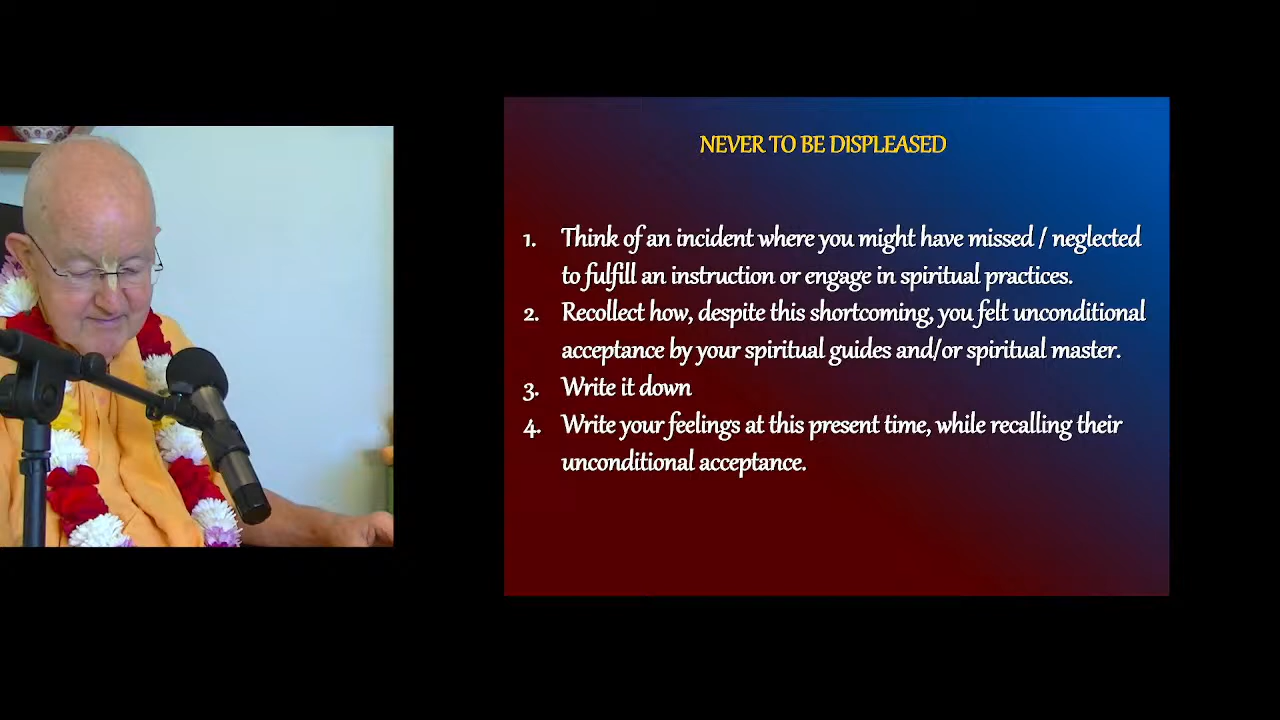 NEVER TO BE DISPLEASED
1. Think of an incident where you might have missed / neglected
to fulfill an instruction or engage in spiritual practices.
2. Recollect how, despite this shortcoming, you felt unconditional
acceptance by your spiritual guides and/or spiritual master.
3. Write it down
4. Write your feelings at this present time, while recalling their
unconditional acceptance.